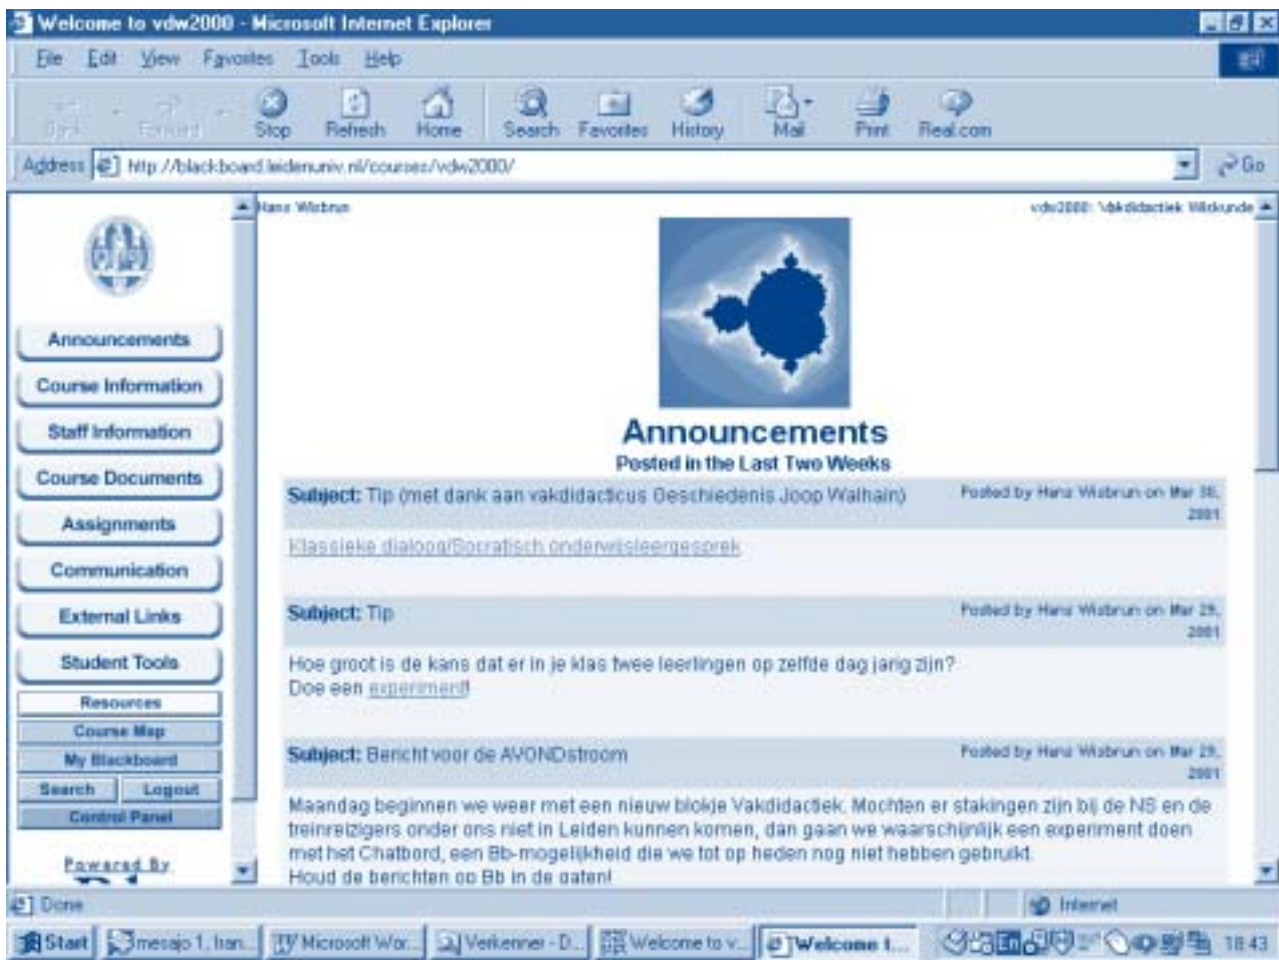 Welcome to vdw2000 - Microsoft Internet Explorer
File Edit View Favorites Tools Help
Back Forward Stop Refresh Home Search Favorites History Mail Print Real.com
Address http://blackboard.leidenuniv.nl/courses/vdw2000/ Go
Hans Wisbrun vdw2000: Vakdidactiek Wiskunde
Announcements
Course Information
Staff Information
Course Documents
Assignments
Communication
External Links
Student Tools
Resources
Course Map
My Blackboard
Search Logout
Control Panel
Powered By
Announcements
Posted in the Last Two Weeks
Subject: Tip (met dank aan vakdidacticus Geschiedenis Joop Walhain) Posted by Hans Wisbrun on Mar 30,
2001
Klassieke dialoog/Socratisch onderwijsleergesprek
Subject: Tip Posted by Hans Wisbrun on Mar 29,
2001
Hoe groot is de kans dat er in je klas twee leerlingen op zelfde dag jarig zijn?
Doe een experiment!
Subject: Bericht voor de AVONDstroom Posted by Hans Wisbrun on Mar 29,
2001
Maandag beginnen we weer met een nieuw blokje Vakdidactiek. Mochten er stakingen zijn bij de NS en de
treinreizigers onder ons niet in Leiden kunnen komen, dan gaan we waarschijnlijk een experiment doen
met het Chatbord, een Bb-mogelijkheid die we tot op heden nog niet hebben gebruikt.
Houd de berichten op Bb in de gaten!
Done Internet
Start mesajo 1. Microsoft Wor... Verkenner - D... Welcome to v... Welcome t... En 18:43